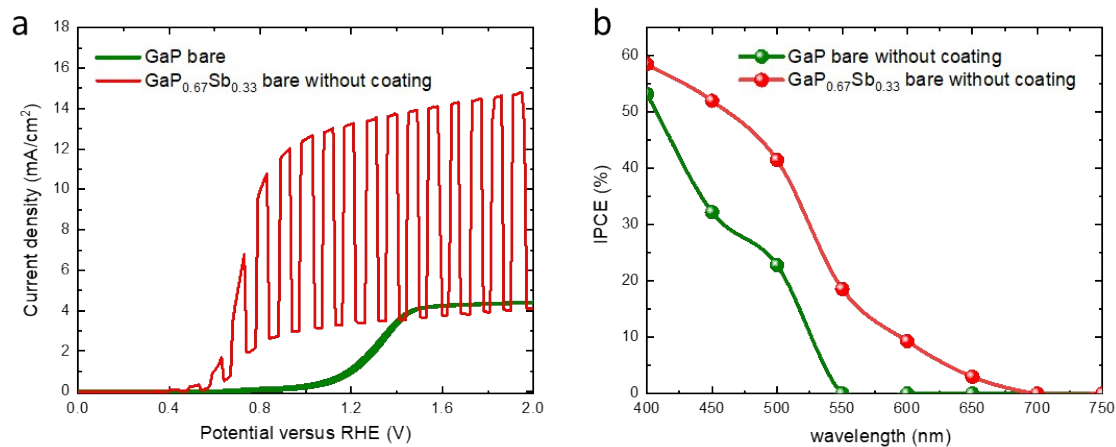 a
18
16
14
12
10
8
6
4
2
0
Current density (mA/cm²)
GaP bare
GaP₀.₆₇Sb₀.₃₃ bare without coating
0.0 0.4 0.8 1.2 1.6 2.0
Potential versus RHE (V)
b
60
50
40
30
20
10
0
IPCE (%)
GaP bare without coating
GaP₀.₆₇Sb₀.₃₃ bare without coating
400 450 500 550 600 650 700 750
wavelength (nm)